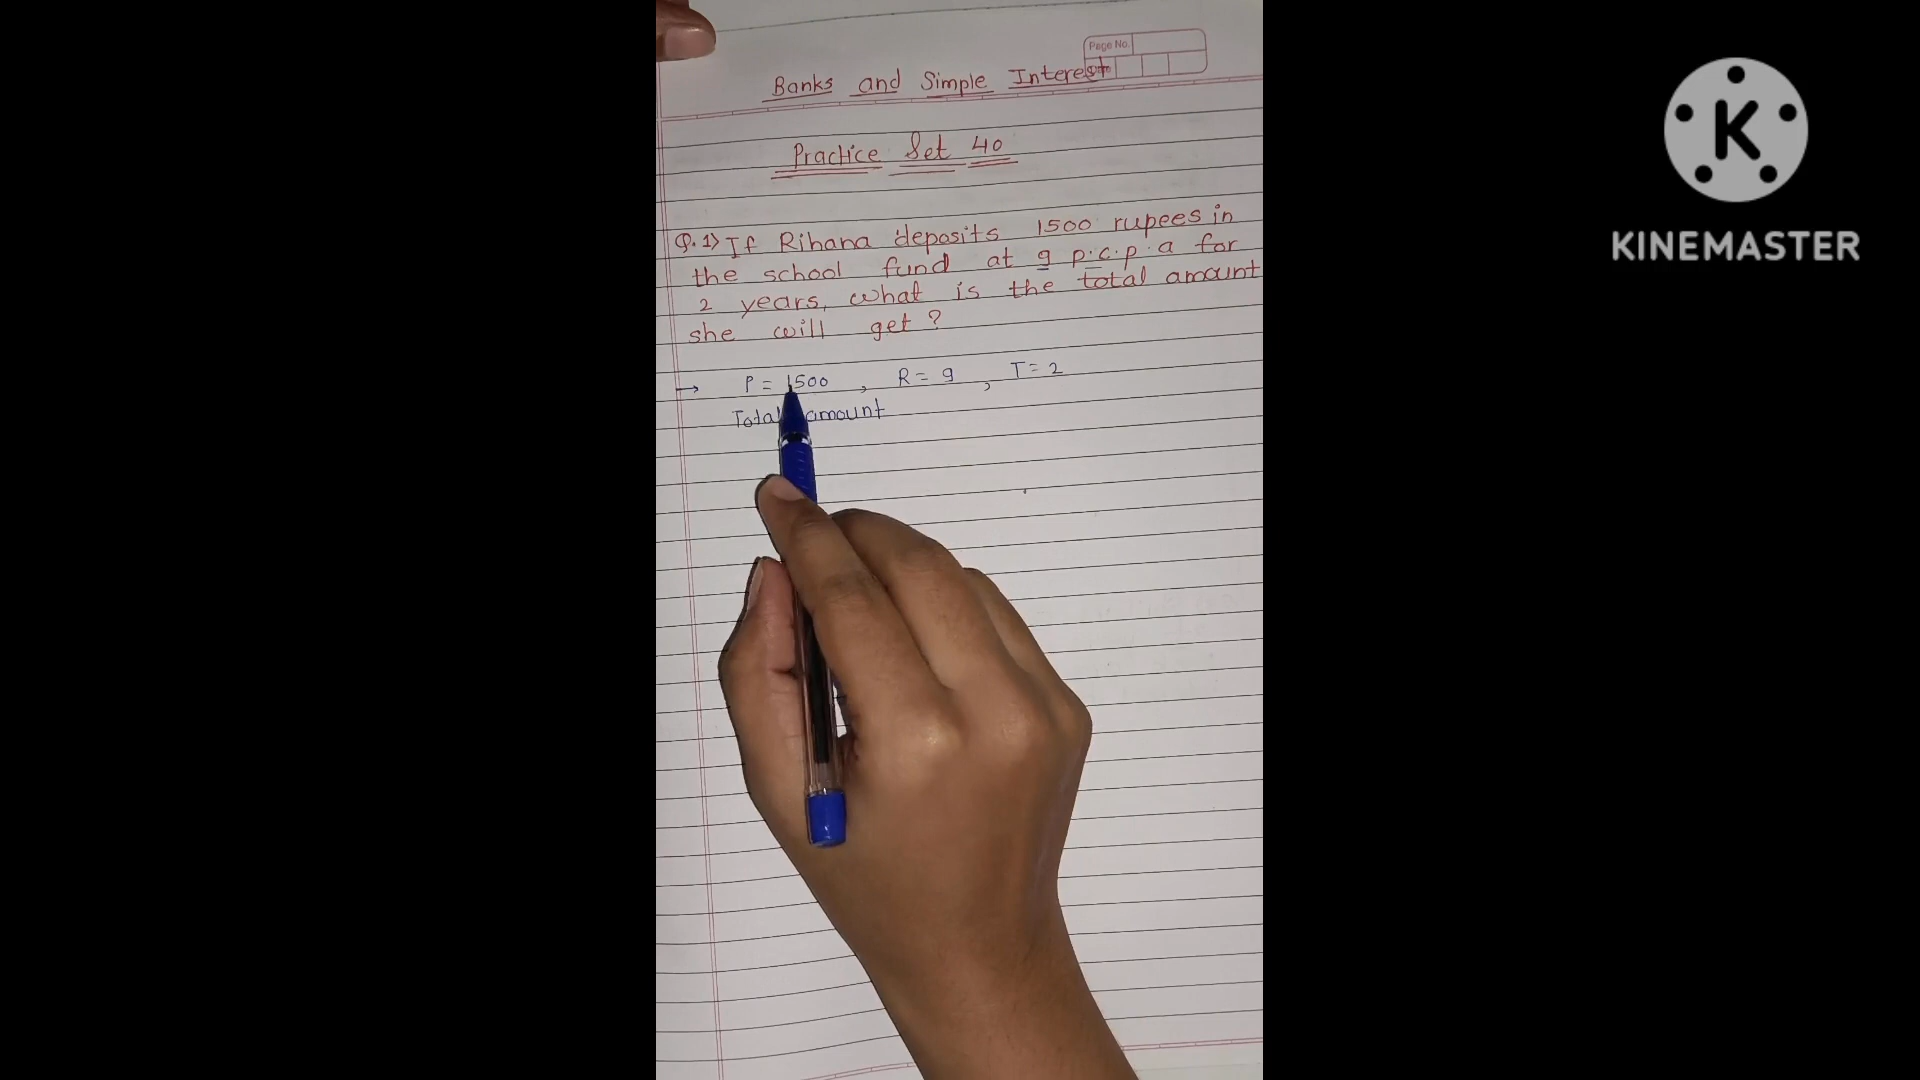 Page No.
Banks and Simple Interest
Practice Set 40
Q.1) If Rihana deposits 1500 rupees in
the school fund at 9 p.c.p.a for
2 years, what is the total amount
she will get?
→ P = 1500 , R = 9 , T = 2
Total amount
K
KINEMASTER